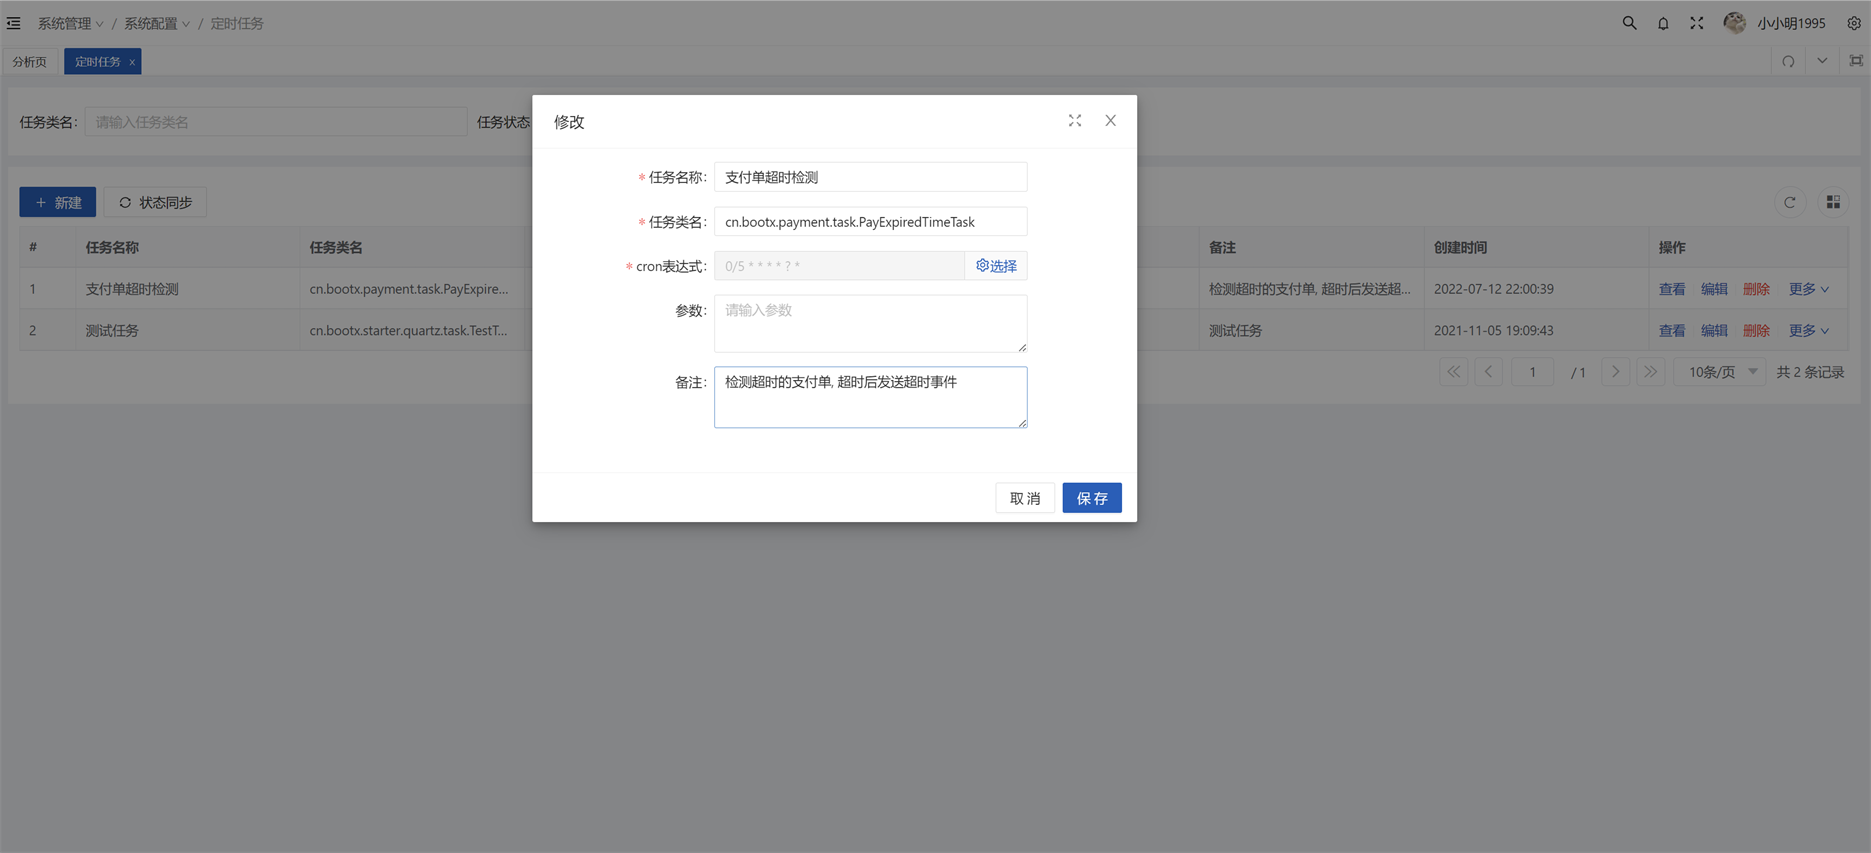 系统管理 / 系统配置 / 定时任务
小小明1995
分析页
定时任务 x
任务类名: 请输入任务类名
任务状态
修改
* 任务名称: 支付单超时检测
* 任务类名: cn.bootx.payment.task.PayExpiredTimeTask
* cron表达式: 0/5 * * * * ? * 选择
参数: 请输入参数
备注: 检测超时的支付单, 超时后发送超时事件
取 消 保 存
+ 新建 状态同步
# 任务名称 任务类名 备注 创建时间 操作
1 支付单超时检测 cn.bootx.payment.task.PayExpire... 检测超时的支付单, 超时后发送超... 2022-07-12 22:00:39 查看 编辑 删除 更多
2 测试任务 cn.bootx.starter.quartz.task.TestT... 测试任务 2021-11-05 19:09:43 查看 编辑 删除 更多
1 / 1 10条/页 共 2 条记录